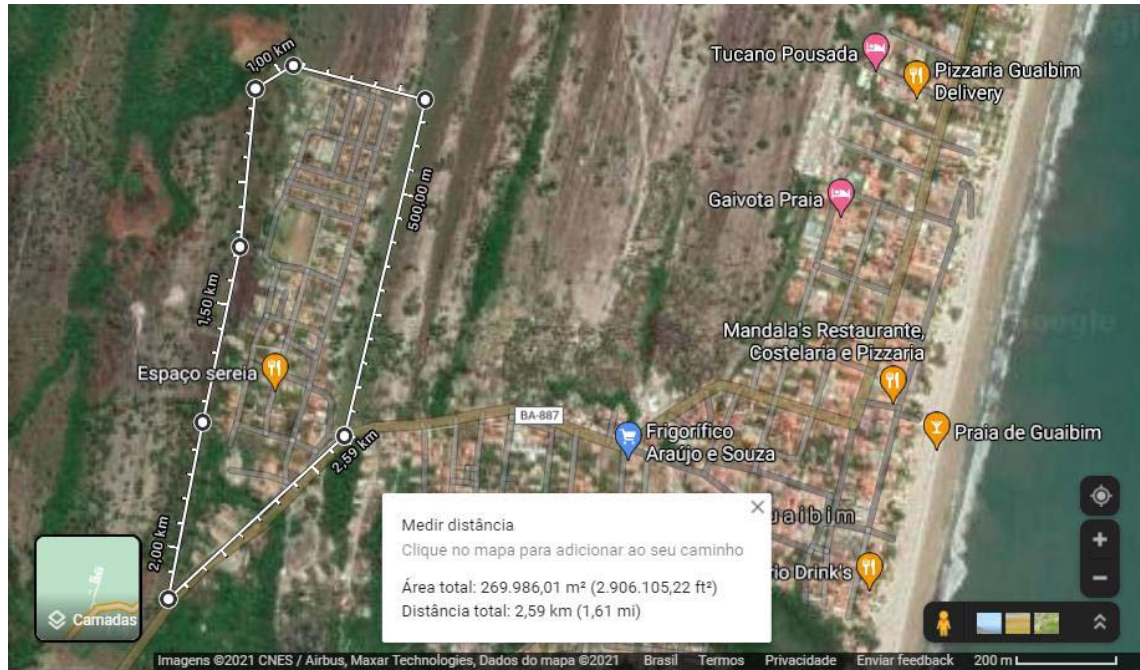 1,00 km
Tucano Pousada
Pizzaria Guaibim
Delivery
500,00 m
Gaivota Praia
1,50 km
Mandala's Restaurante,
Costelaria e Pizzaria
Espaço sereia
BA-887
2,59 km
Frigorífico
Araújo e Souza
Praia de Guaibim
2,00 km
Medir distância
Clique no mapa para adicionar ao seu caminho
Área total: 269.986,01 m² (2.906.105,22 ft²)
Distância total: 2,59 km (1,61 mi)
uaibim
rio Drink's
Camadas
Imagens ©2021 CNES / Airbus, Maxar Technologies, Dados do mapa ©2021 Brasil Termos Privacidade Enviar feedback 200 m